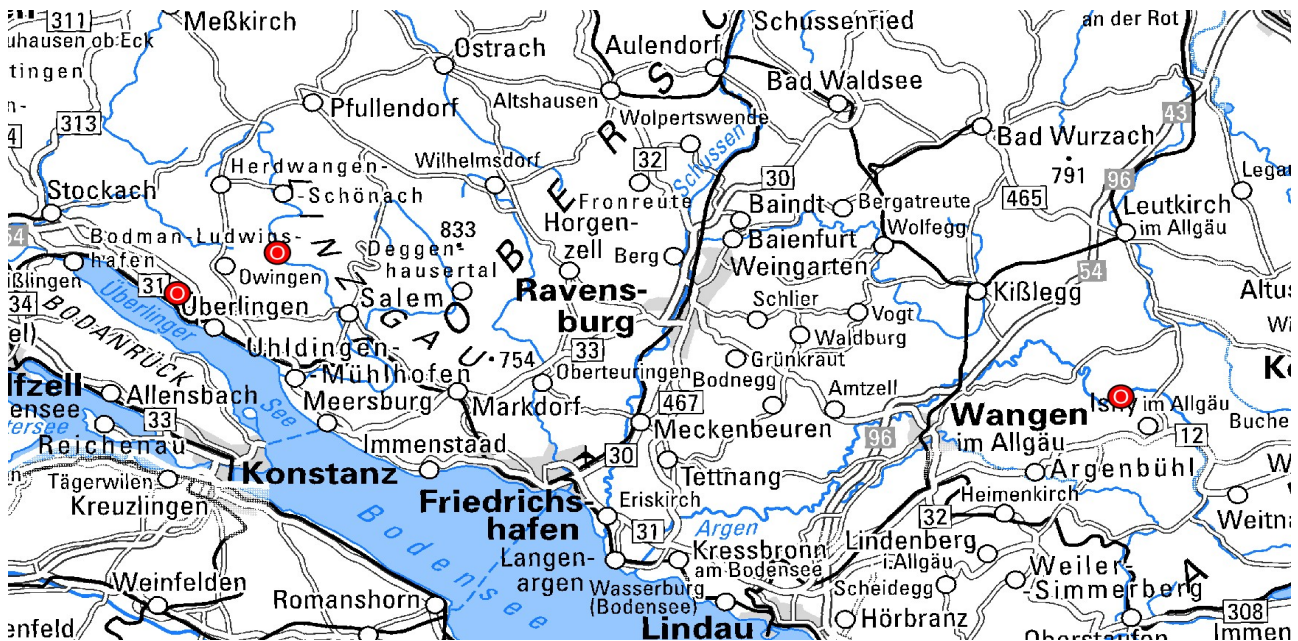 311
Meßkirch
uhausen ob Eck
tingen
313
Pfullendorf
Ostrach
Aulendorf
Schussenried
an der Rot
Altshausen
Bad Waldsee
Wolpertswende
Schussen
32
43
Bad Wurzach
791
96
465
Herdwangen-
-Schönach
Wilhelmsdorf
Fronreute
30
Baindt
Bergatreute
Leutkirch
im Allgäu
Stockach
54
Bodman-Ludwigs-
hafen
Owingen
Deggen-
hausertal
833
Horgen-
zell
Berg
Baienfurt
Weingarten
Wolfegg
54
31
Überlingen
Überlinger
See
Salem
Ravens-
burg
Schlier
Vogt
Waldburg
Kißlegg
34
BODANRÜCK
LINZGAU
OBERSC
Uhldingen-
-Mühlhofen
754
33
Oberteuringen
Grünkraut
Bodnegg
Amtzell
Allensbach
Meersburg
Markdorf
467
Meckenbeuren
Wangen
im Allgäu
Isny im Allgäu
33
Reichenau
Immenstaad
30
96
12
Argenbühl
Tägerwilen
Konstanz
Tettnang
Heimenkirch
Kreuzlingen
Friedrichs-
hafen
Eriskirch
31
Argen
32
Lindenberg
i.Allgäu
Bodensee
Langen-
argen
Kressbronn
am Bodensee
Scheidegg
Weiler-
-Simmerberg
Weinfelden
Romanshorn
Wasserburg
(Bodensee)
Lindau
Hörbranz
308
Oberstaufen
A